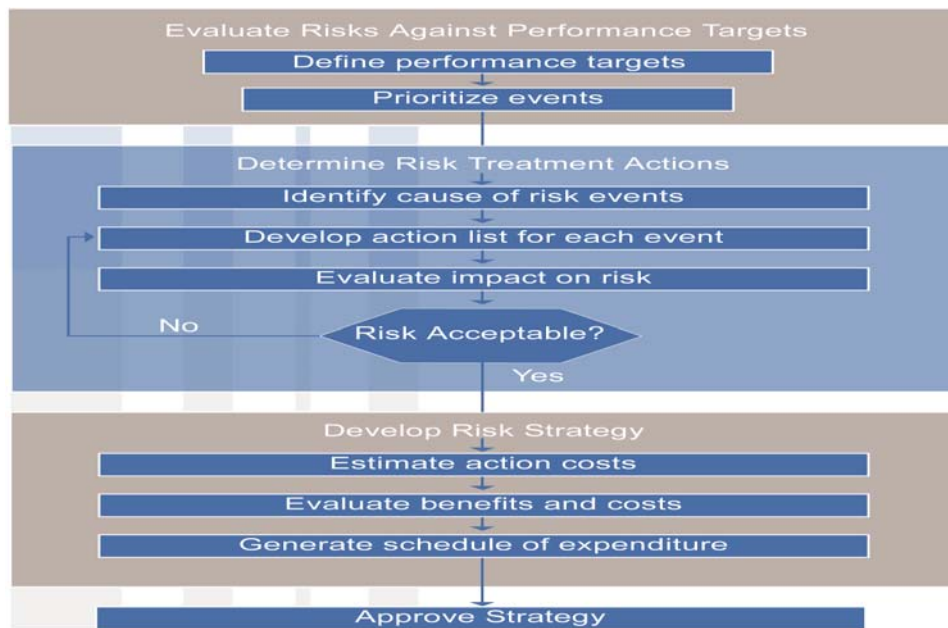 Evaluate Risks Against Performance Targets
Define performance targets
Prioritize events
Determine Risk Treatment Actions
Identify cause of risk events
Develop action list for each event
Evaluate impact on risk
No
Risk Acceptable?
Yes
Develop Risk Strategy
Estimate action costs
Evaluate benefits and costs
Generate schedule of expenditure
Approve Strategy